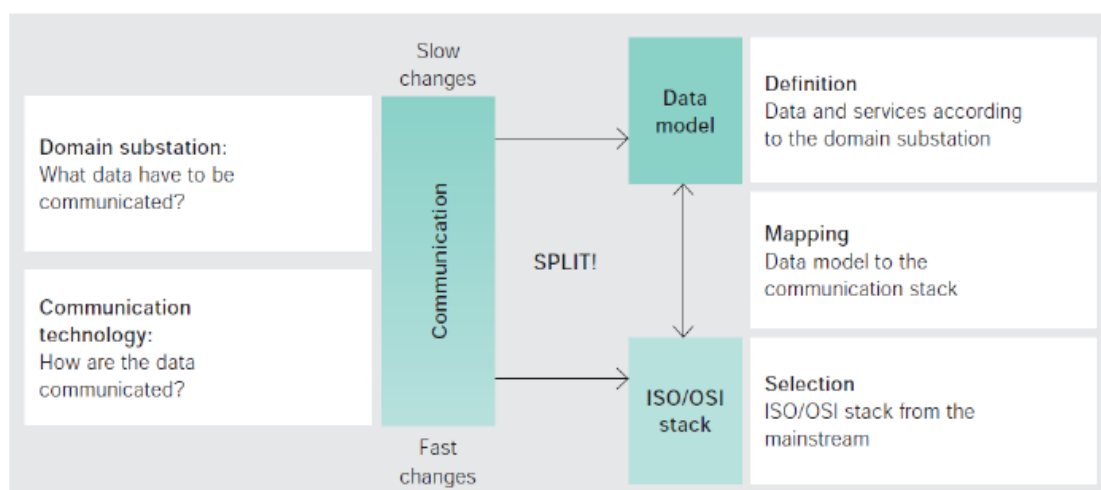 Slow
changes
Domain substation:
What data have to be
communicated?
Communication
technology:
How are the data
communicated?
Communication
Fast
changes
SPLIT!
Data
model
ISO/OSI
stack
Definition
Data and services according
to the domain substation
Mapping
Data model to the
communication stack
Selection
ISO/OSI stack from the
mainstream